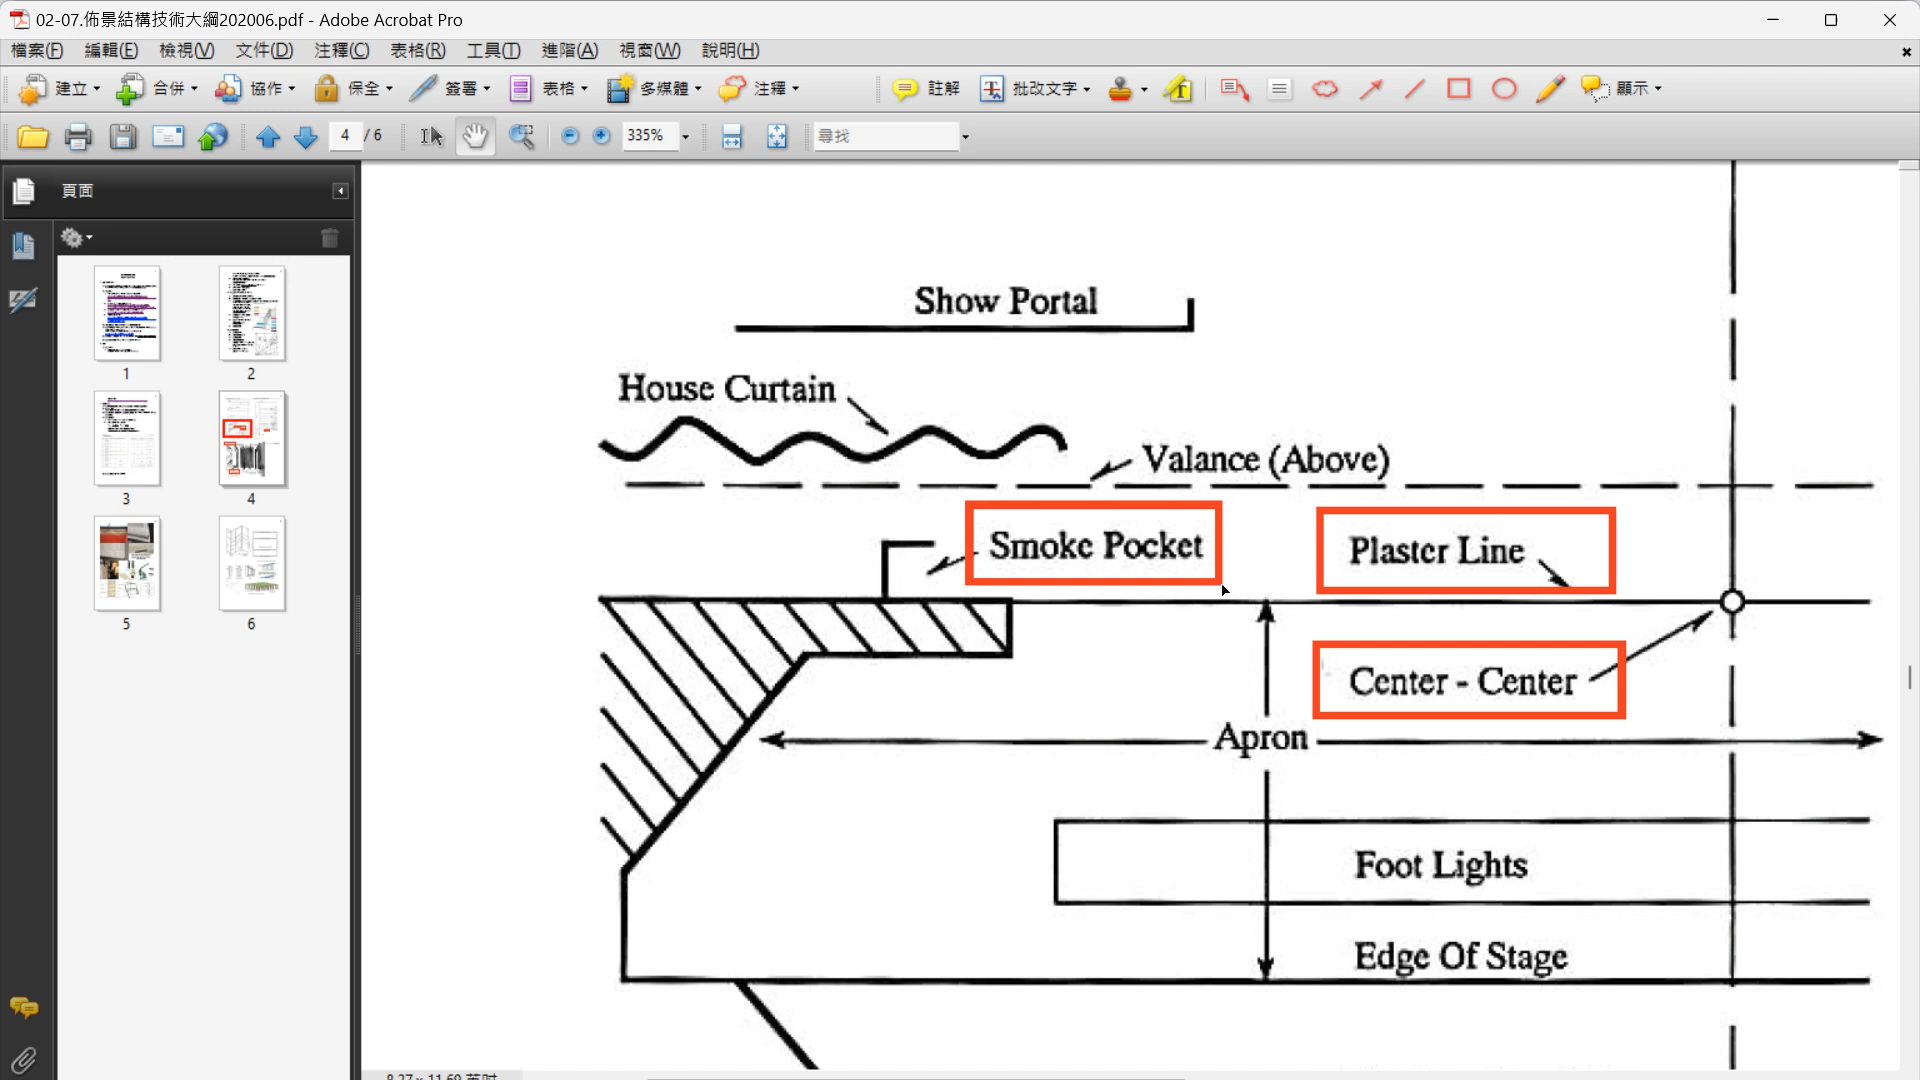 02-07.佈景結構技術大綱202006.pdf - Adobe Acrobat Pro
檔案(F) 編輯(E) 檢視(V) 文件(D) 注釋(C) 表格(R) 工具(T) 進階(A) 視窗(W) 說明(H)
建立 合併 協作 保全 簽署 表格 多媒體 注釋 註解 批改文字 顯示
4 / 6 335% 尋找
頁面
1
2
3
4
5
6
Show Portal
House Curtain
Valance (Above)
Smoke Pocket
Plaster Line
Center - Center
Apron
Foot Lights
Edge Of Stage